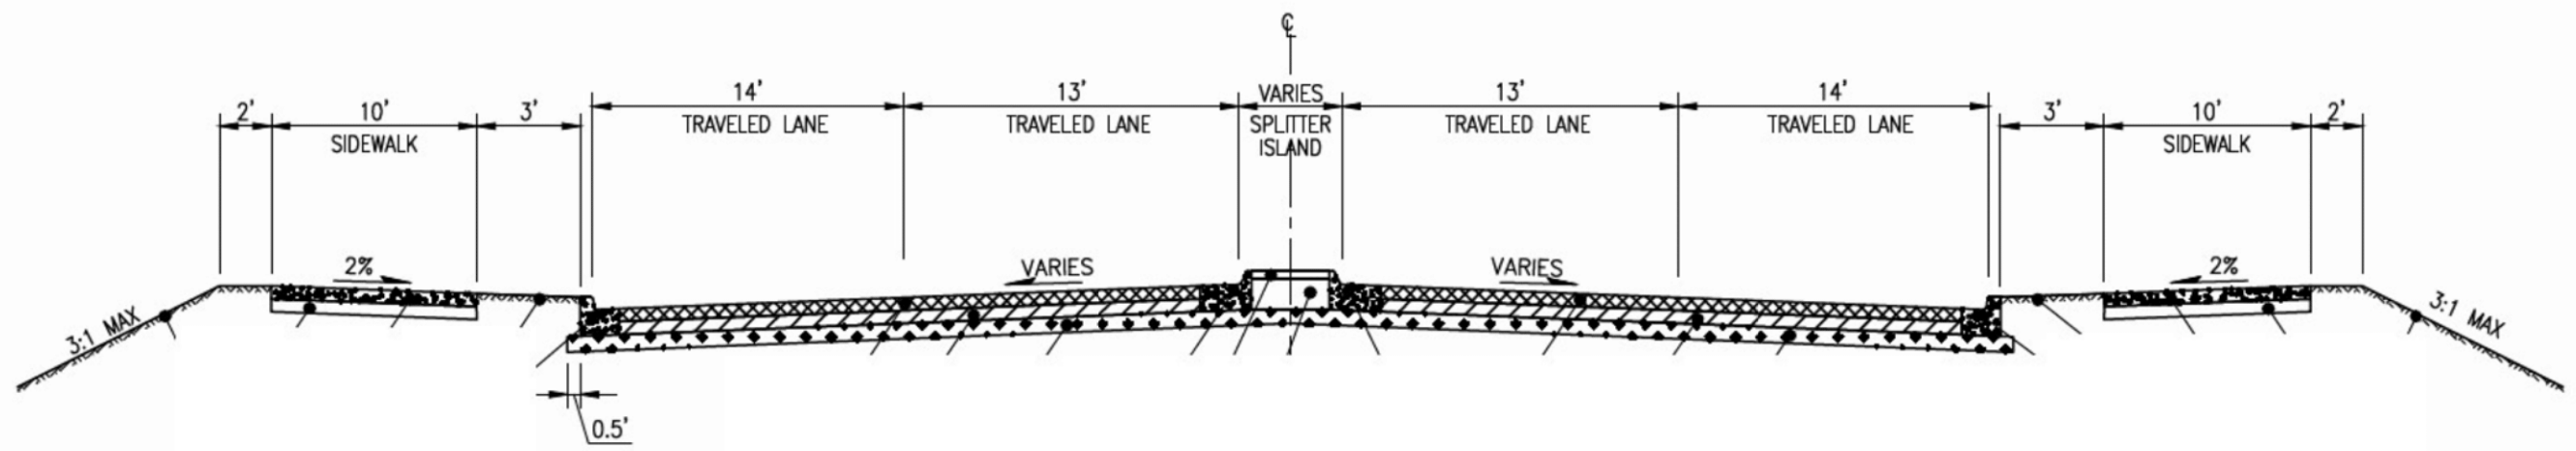 ℄
2' 10' 3' 14' 13' VARIES 13' 14' 3' 10' 2'
SIDEWALK TRAVELED LANE TRAVELED LANE SPLITTER TRAVELED LANE TRAVELED LANE SIDEWALK
ISLAND
2% VARIES VARIES 2%
3:1 MAX 3:1 MAX
0.5'